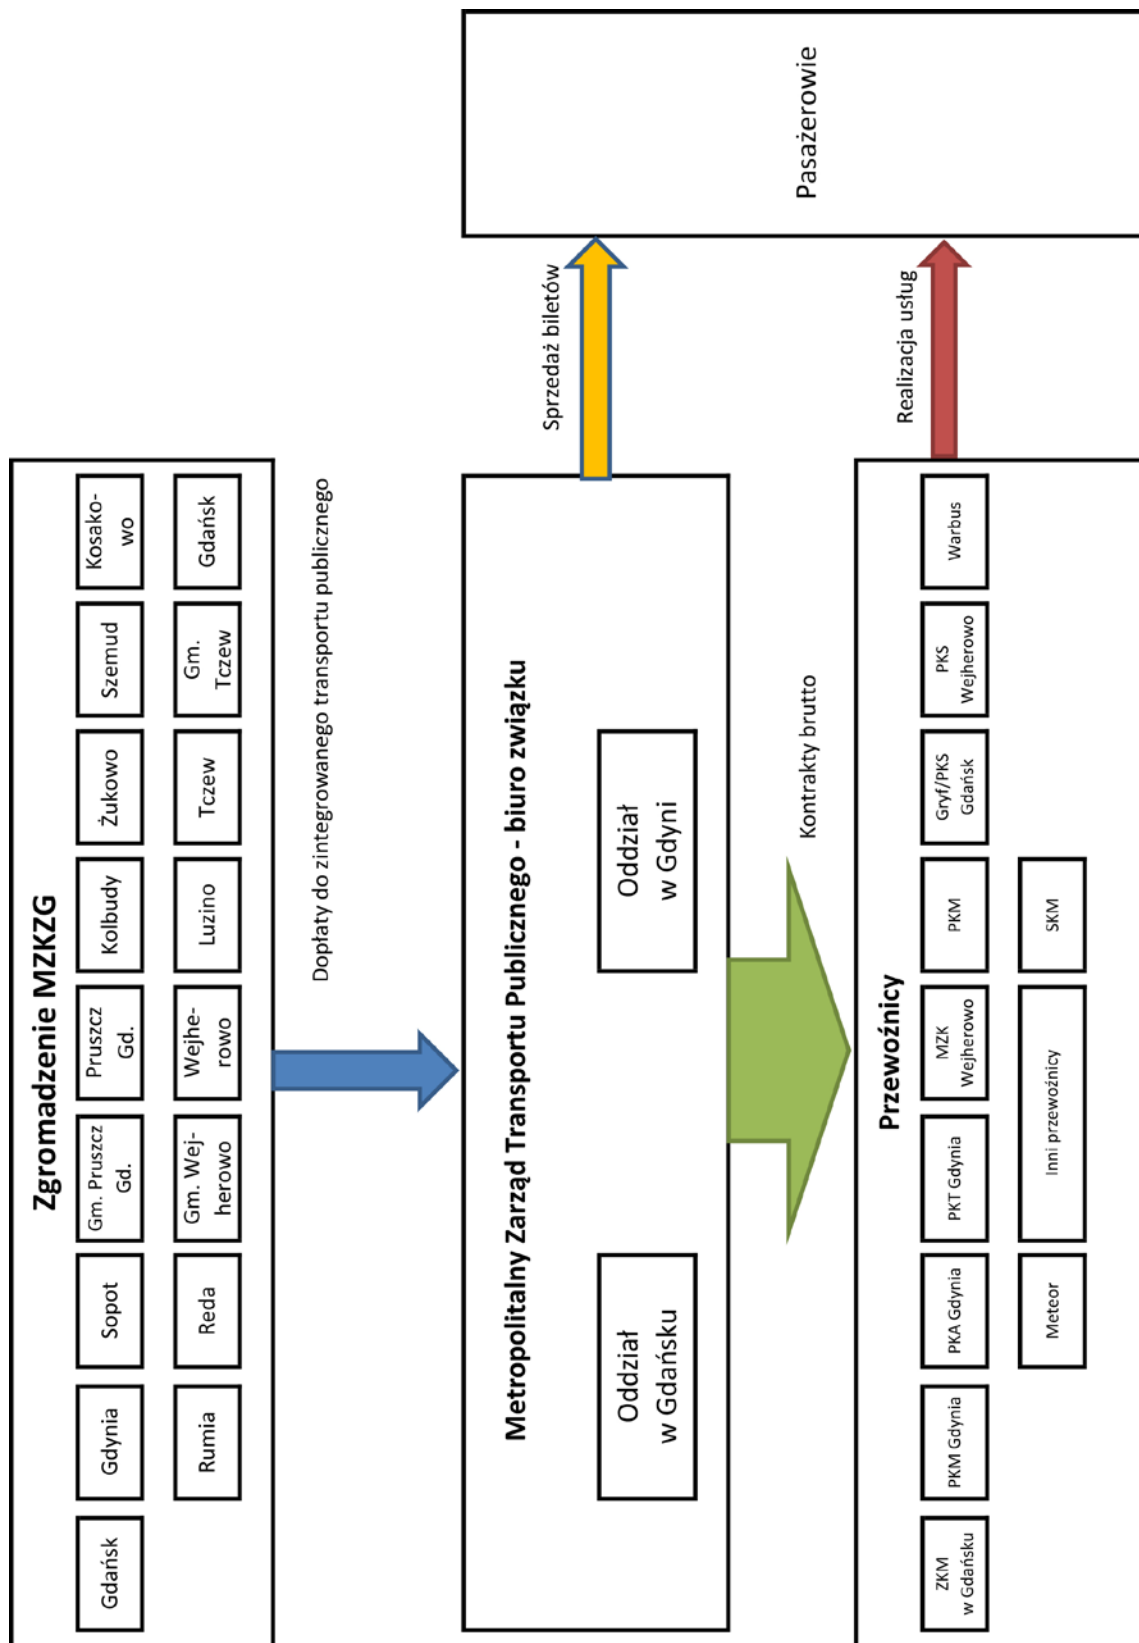 Zgromadzenie MZKZG
Gdańsk
Gdynia
Sopot
Gm. Pruszcz
Gd.
Pruszcz
Gd.
Kolbudy
Żukowo
Szemud
Kosako-
wo
Rumia
Reda
Gm. Wej-
herowo
Wejhe-
rowo
Luzino
Tczew
Gm.
Tczew
Gdańsk
Dopłaty do zintegrowanego transportu publicznego
Metropolitalny Zarząd Transportu Publicznego - biuro związku
Oddział
w Gdańsku
Oddział
w Gdyni
Sprzedaż biletów
Pasażerowie
Kontrakty brutto
Realizacja usług
Przewoźnicy
ZKM
w Gdańsku
PKM Gdynia
PKA Gdynia
PKT Gdynia
MZK
Wejherowo
PKM
Gryf/PKS
Gdańsk
PKS
Wejherowo
Warbus
Meteor
Inni przewoźnicy
SKM